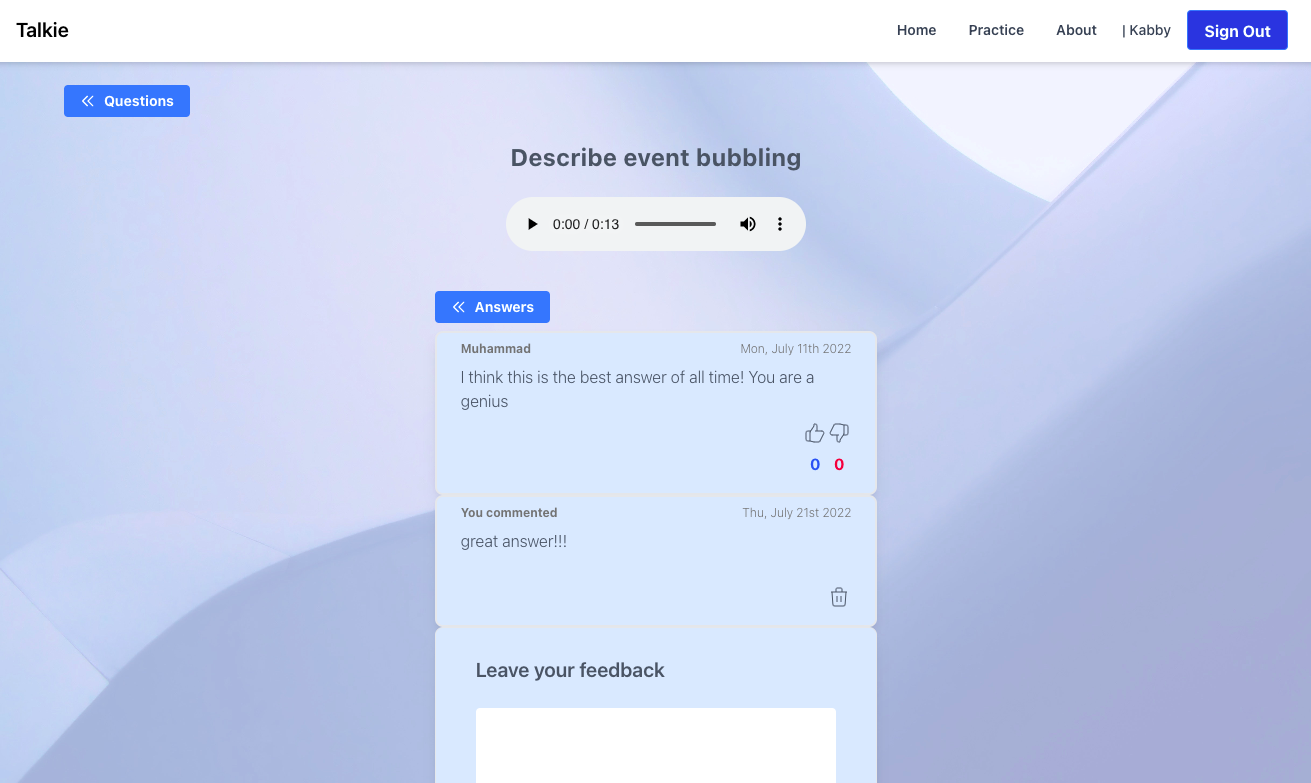 Talkie
Home Practice About | Kabby Sign Out
Questions
Describe event bubbling
0:00 / 0:13
Answers
Muhammad Mon, July 11th 2022
I think this is the best answer of all time! You are a
genius
0 0
You commented Thu, July 21st 2022
great answer!!!
Leave your feedback